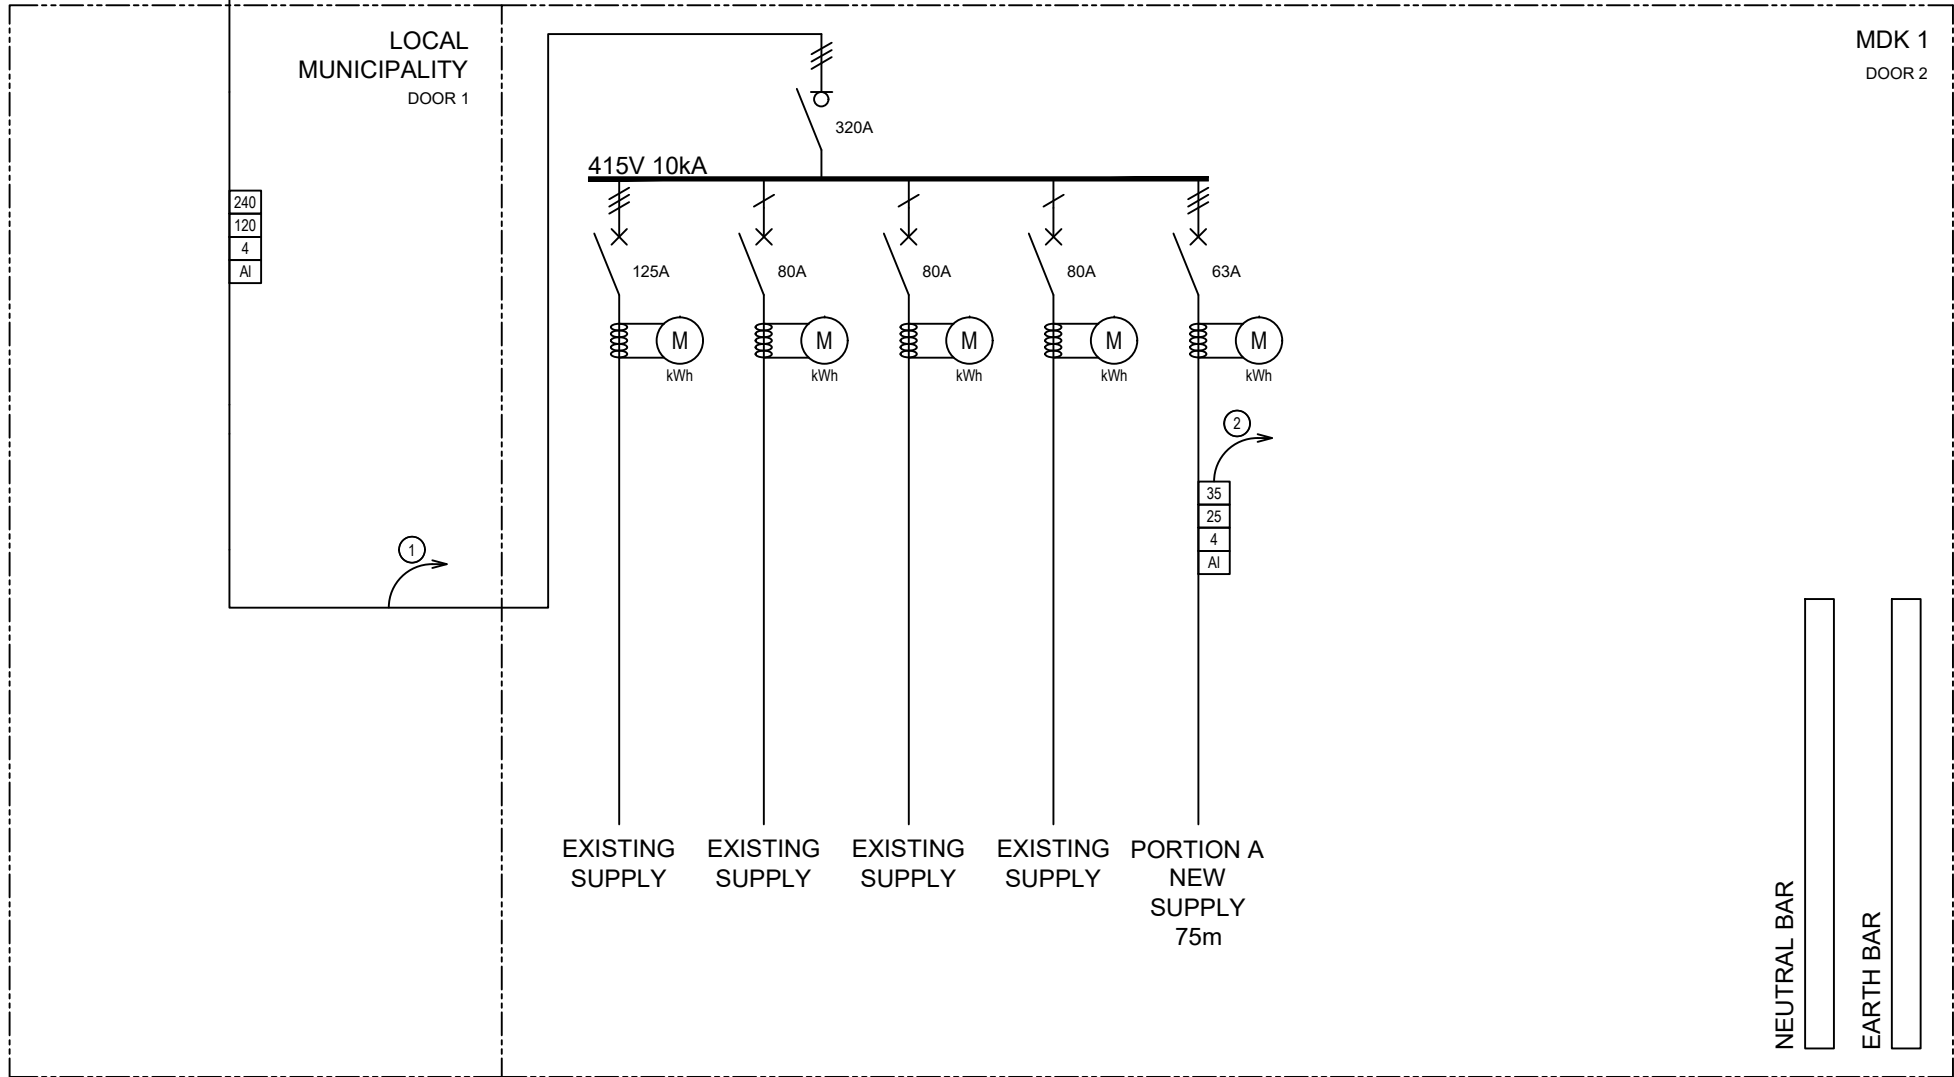 LOCAL
MUNICIPALITY
DOOR 1
MDK 1
DOOR 2
320A
415V 10kA
240
120
4
Al
125A
80A
80A
80A
63A
M
M
M
M
M
kWh
kWh
kWh
kWh
kWh
2
35
25
4
Al
1
EXISTING
SUPPLY
EXISTING
SUPPLY
EXISTING
SUPPLY
EXISTING
SUPPLY
PORTION A
NEW
SUPPLY
75m
NEUTRAL BAR
EARTH BAR